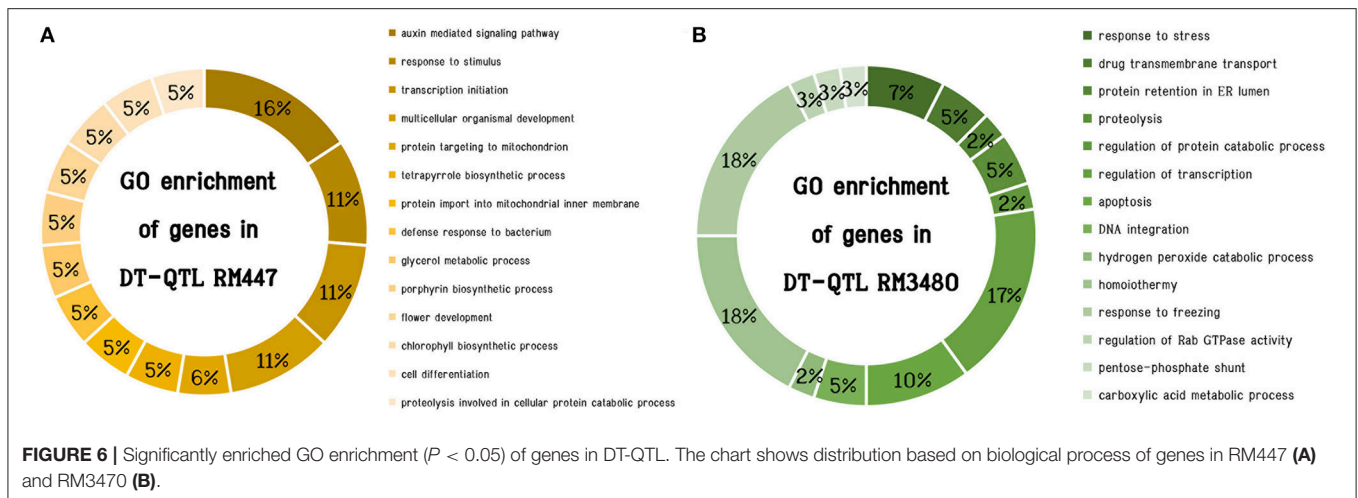 A
16%
11%
11%
11%
6%
5%
5%
5%
5%
5%
5%
5%
5%
5%
GO enrichment
of genes in
DT-QTL RM447
auxin mediated signaling pathway
response to stimulus
transcription initiation
multicellular organismal development
protein targeting to mitochondrion
tetrapyrrole biosynthetic process
protein import into mitochondrial inner membrane
defense response to bacterium
glycerol metabolic process
porphyrin biosynthetic process
flower development
chlorophyll biosynthetic process
cell differentiation
proteolysis involved in cellular protein catabolic process
B
7%
5%
2%
5%
2%
17%
10%
5%
2%
18%
18%
3%
3%
3%
GO enrichment
of genes in
DT-QTL RM3480
response to stress
drug transmembrane transport
protein retention in ER lumen
proteolysis
regulation of protein catabolic process
regulation of transcription
apoptosis
DNA integration
hydrogen peroxide catabolic process
homoiothermy
response to freezing
regulation of Rab GTPase activity
pentose-phosphate shunt
carboxylic acid metabolic process
FIGURE 6 | Significantly enriched GO enrichment (P < 0.05) of genes in DT-QTL. The chart shows distribution based on biological process of genes in RM447 (A)
and RM3470 (B).